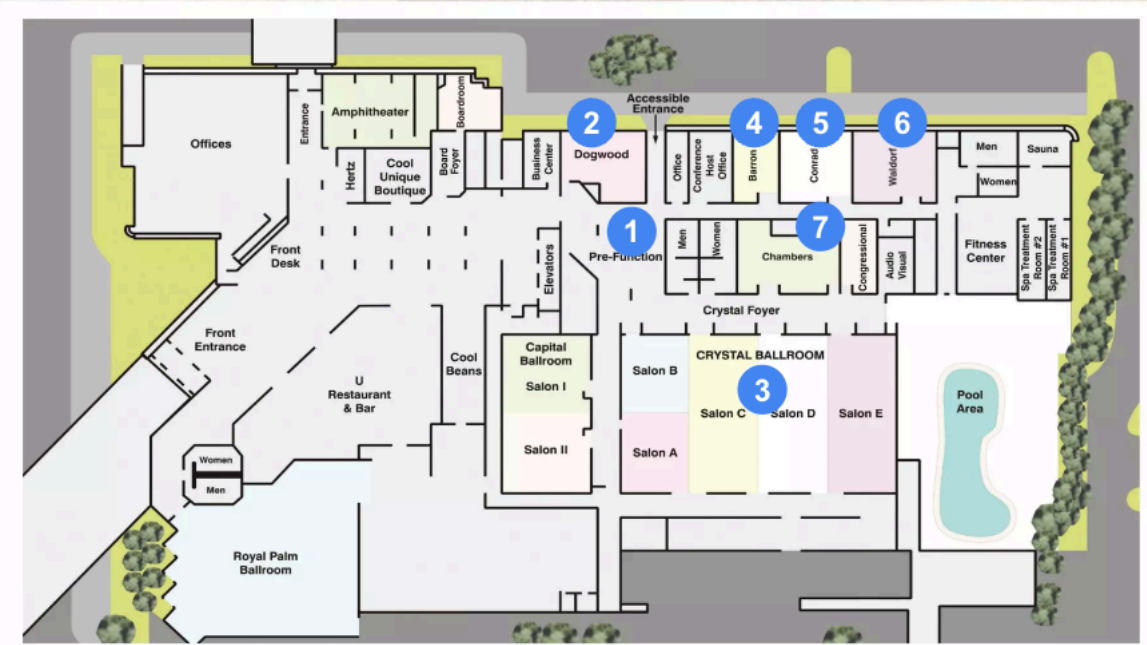 Accessible
Entrance
2
4
5
6
Offices
Entrance
Amphitheater
Boardroom
Hertz
Cool
Unique
Boutique
Board
Foyer
Business
Center
Dogwood
Office
Conference
Host
Office
Barron
Conrad
Waldorf
Men
Women
Sauna
Front
Desk
Elevators
1
Pre-Function
Men
Women
Chambers
7
Congressional
Audio
Visual
Fitness
Center
Spa Treatment
Room #2
Spa Treatment
Room #1
Crystal Foyer
Front
Entrance
U
Restaurant
& Bar
Cool
Beans
Capital
Ballroom
Salon I
Salon II
CRYSTAL BALLROOM
3
Salon B
Salon A
Salon C
Salon D
Salon E
Pool
Area
Women
Men
Royal Palm
Ballroom